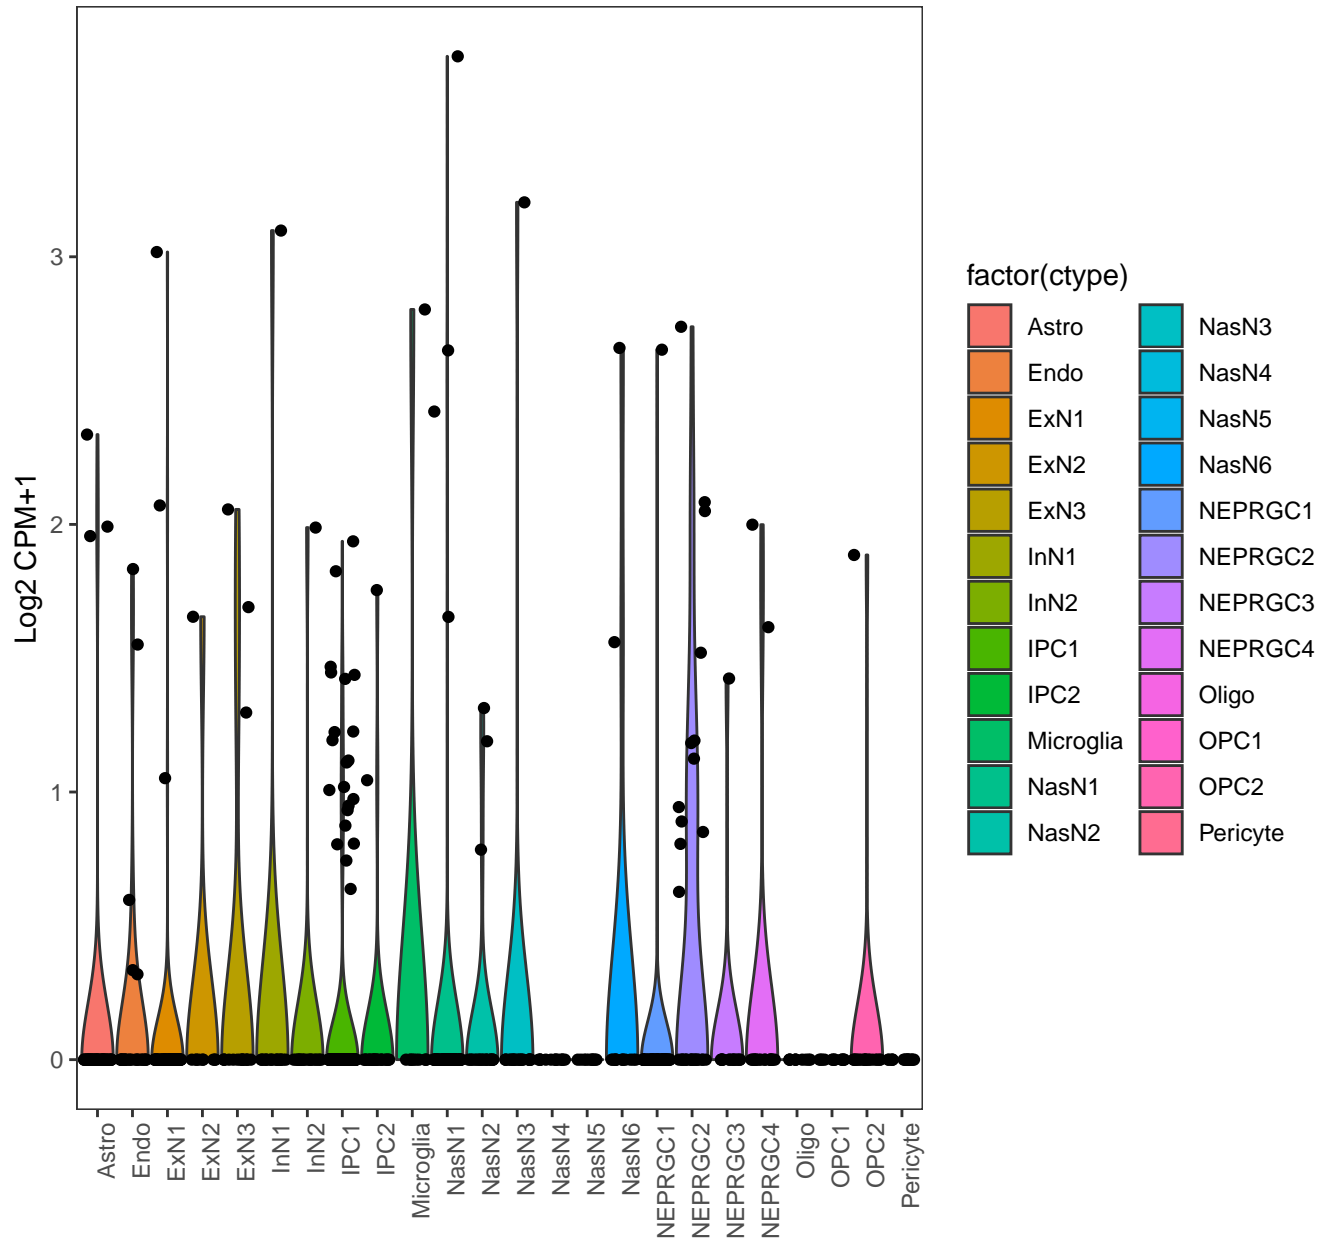 Log2 CPM+1
3
2
1
0
Astro
Endo
ExN1
ExN2
ExN3
InN1
InN2
IPC1
IPC2
Microglia
NasN1
NasN2
NasN3
NasN4
NasN5
NasN6
NEPRGC1
NEPRGC2
NEPRGC3
NEPRGC4
Oligo
OPC1
OPC2
Pericyte
factor(ctype)
Astro
Endo
ExN1
ExN2
ExN3
InN1
InN2
IPC1
IPC2
Microglia
NasN1
NasN2
NasN3
NasN4
NasN5
NasN6
NEPRGC1
NEPRGC2
NEPRGC3
NEPRGC4
Oligo
OPC1
OPC2
Pericyte